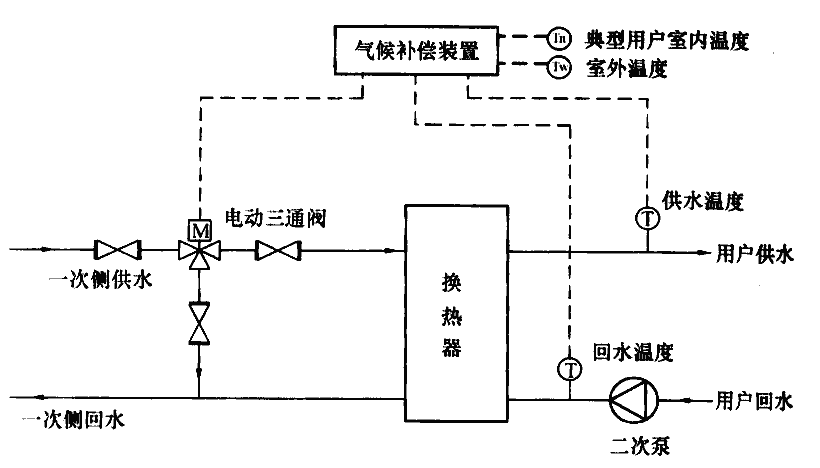 气候补偿装置
Tn 典型用户室内温度
Tw 室外温度
电动三通阀
M
T 供水温度
一次侧供水
用户供水
换热器
T 回水温度
一次侧回水
用户回水
二次泵